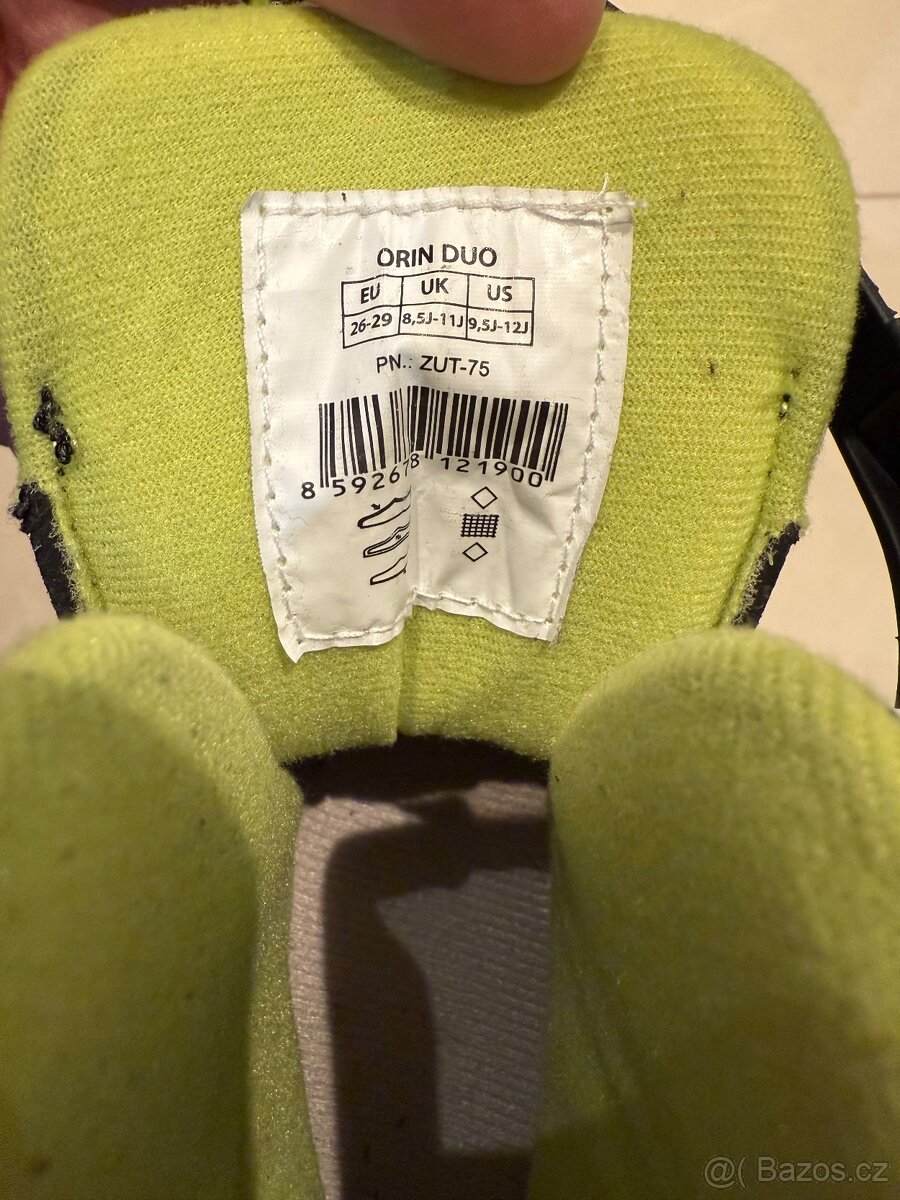 ORIN DUO
EU UK US
26-29 8,5J-11J 9,5J-12J
PN.: ZUT-75
8 592678 121900
@( Bazos.cz